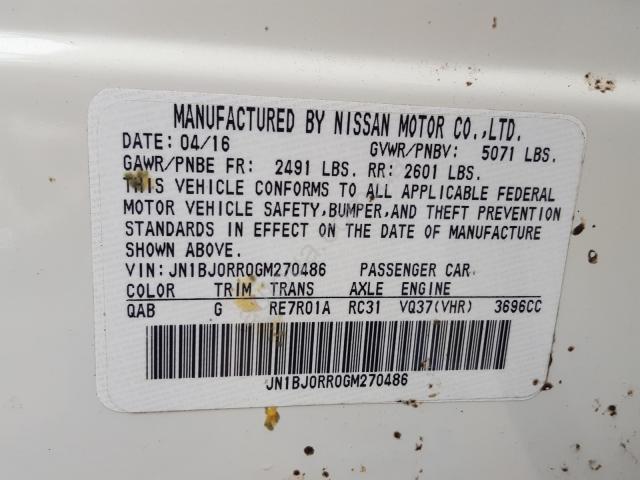 MANUFACTURED BY NISSAN MOTOR CO.,LTD.
DATE: 04/16 GVWR/PNBV: 5071 LBS.
GAWR/PNBE FR: 2491 LBS. RR: 2601 LBS.
THIS VEHICLE CONFORMS TO ALL APPLICABLE FEDERAL
MOTOR VEHICLE SAFETY,BUMPER,AND THEFT PREVENTION
STANDARDS IN EFFECT ON THE DATE OF MANUFACTURE
SHOWN ABOVE.
VIN: JN1BJ0RR0GM270486 PASSENGER CAR
COLOR TRIM TRANS AXLE ENGINE
QAB G RE7R01A RC31 VQ37(VHR) 3696CC
JN1BJ0RR0GM270486